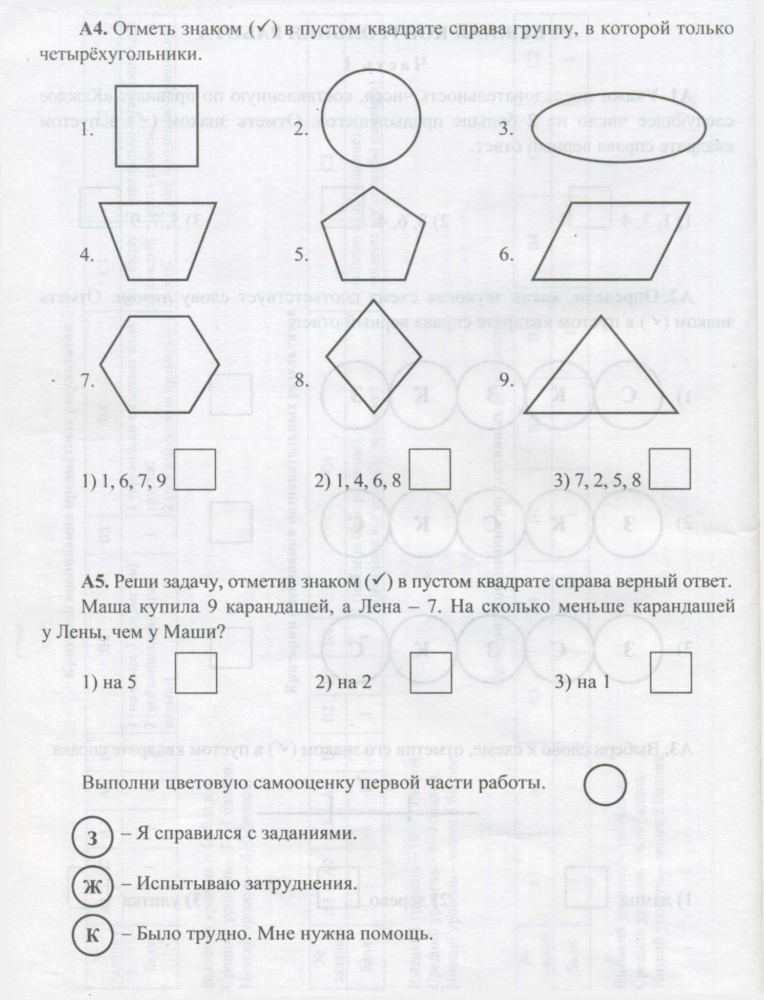 А4. Отметь знаком (✓) в пустом квадрате справа группу, в которой только
четырёхугольники.
1. 2. 3.
4. 5. 6.
7. 8. 9.
1) 1, 6, 7, 9 2) 1, 4, 6, 8 3) 7, 2, 5, 8
А5. Реши задачу, отметив знаком (✓) в пустом квадрате справа верный ответ.
Маша купила 9 карандашей, а Лена – 7. На сколько меньше карандашей
у Лены, чем у Маши?
1) на 5 2) на 2 3) на 1
Выполни цветовую самооценку первой части работы.
З – Я справился с заданиями.
Ж – Испытываю затруднения.
К – Было трудно. Мне нужна помощь.